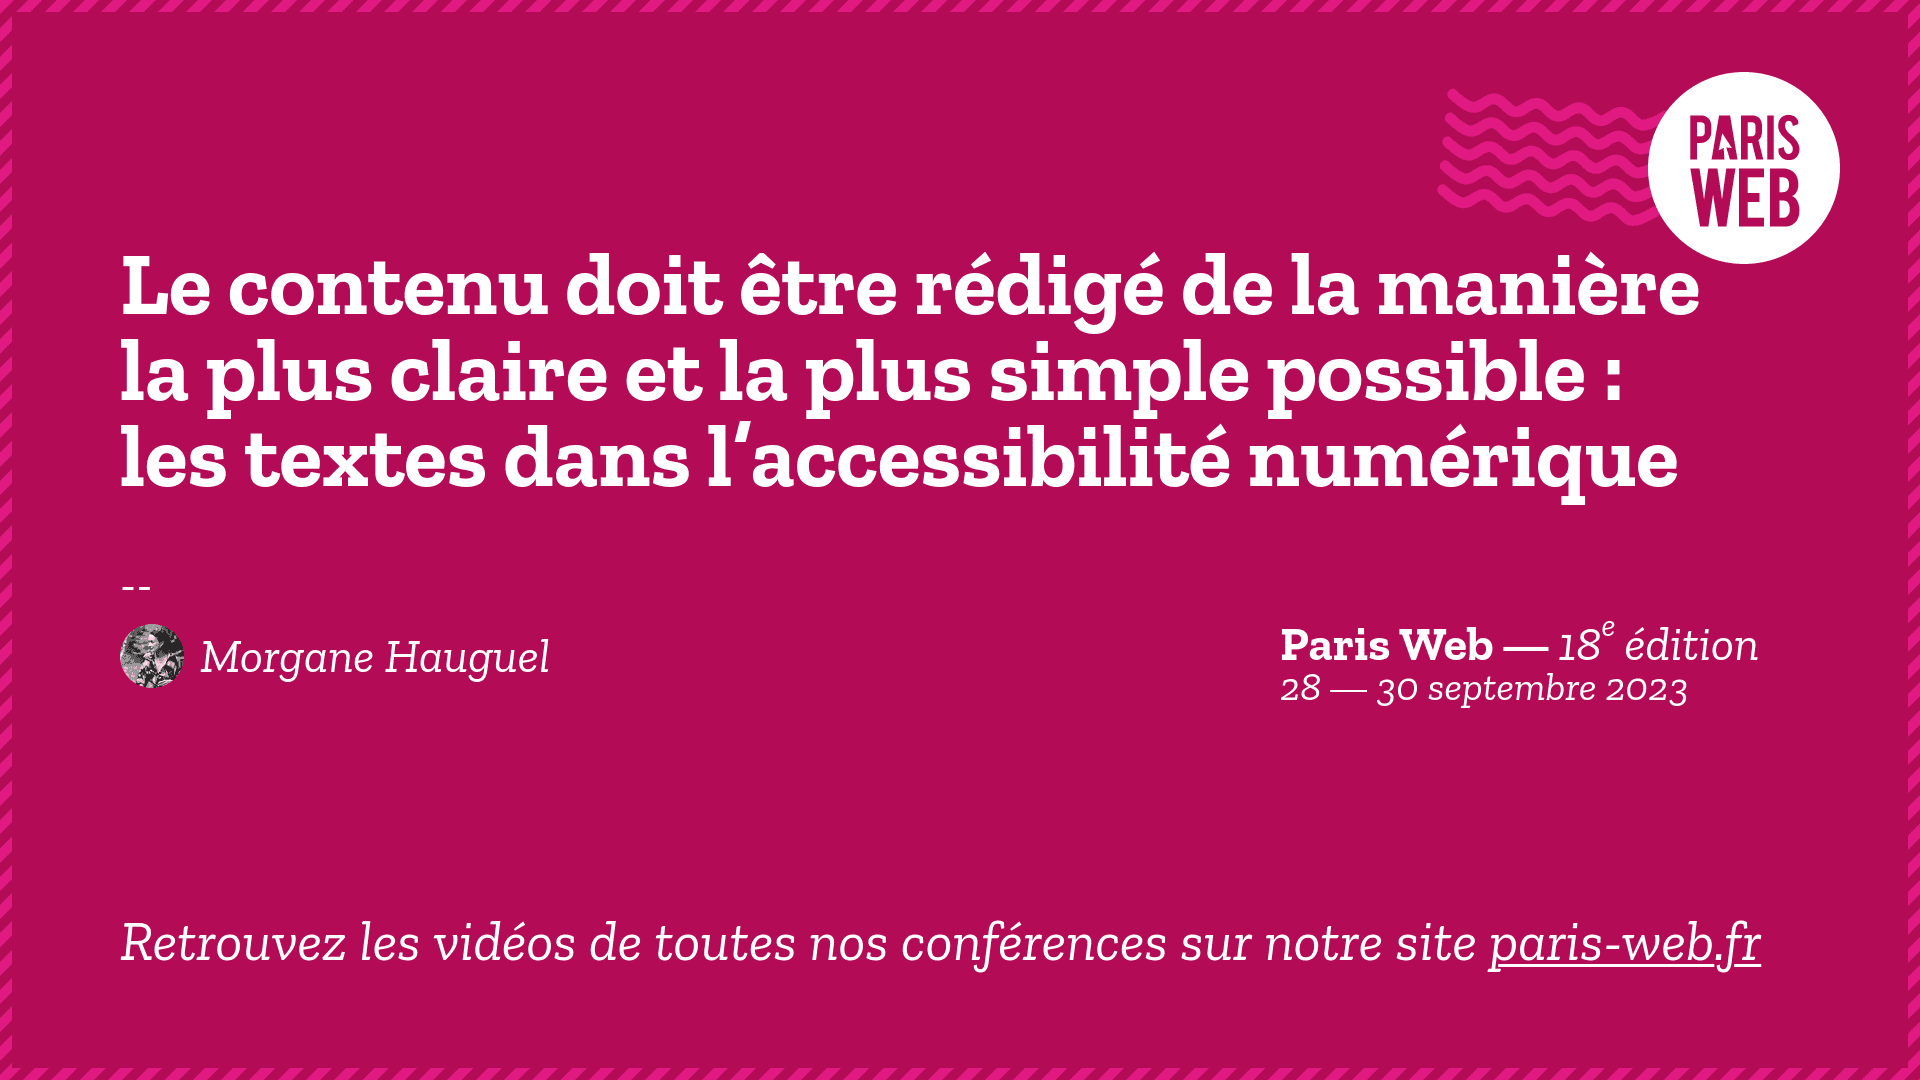 PARIS
WEB
Le contenu doit être rédigé de la manière
la plus claire et la plus simple possible :
les textes dans l’accessibilité numérique
--
Morgane Hauguel
Paris Web — 18e édition
28 — 30 septembre 2023
Retrouvez les vidéos de toutes nos conférences sur notre site paris-web.fr